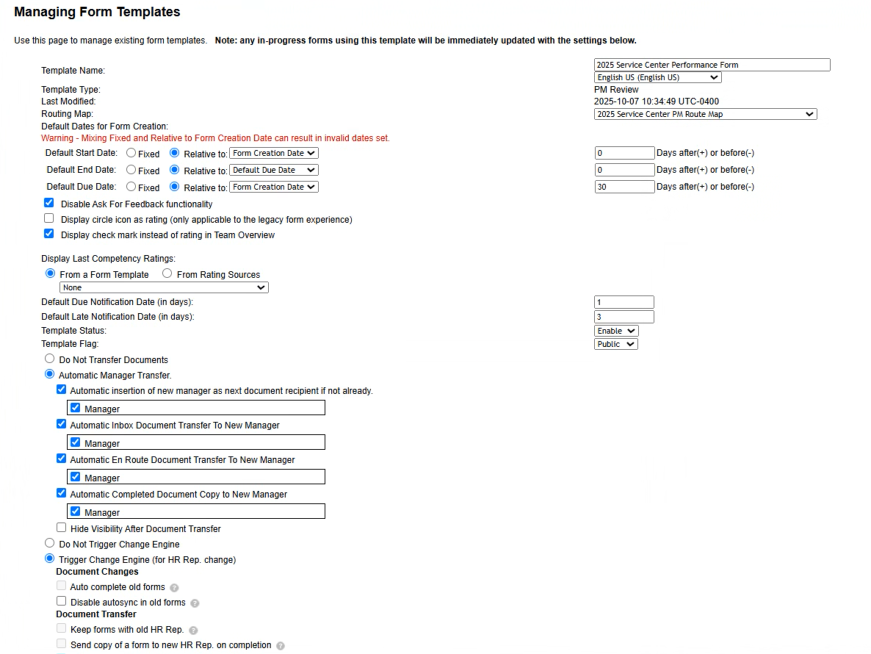 Managing Form Templates
Use this page to manage existing form templates. Note: any in-progress forms using this template will be immediately updated with the settings below.
Template Name: 2025 Service Center Performance Form
English US (English US)
Template Type: PM Review
Last Modified: 2025-10-07 10:34:49 UTC-0400
Routing Map: 2025 Service Center PM Route Map
Default Dates for Form Creation:
Warning - Mixing Fixed and Relative to Form Creation Date can result in invalid dates set.
Default Start Date: Fixed Relative to: Form Creation Date 0 Days after(+) or before(-)
Default End Date: Fixed Relative to: Default Due Date 0 Days after(+) or before(-)
Default Due Date: Fixed Relative to: Form Creation Date 30 Days after(+) or before(-)
Disable Ask For Feedback functionality
Display circle icon as rating (only applicable to the legacy form experience)
Display check mark instead of rating in Team Overview
Display Last Competency Ratings:
From a Form Template From Rating Sources
None
Default Due Notification Date (in days): 1
Default Late Notification Date (in days): 3
Template Status: Enable
Template Flag: Public
Do Not Transfer Documents
Automatic Manager Transfer.
Automatic insertion of new manager as next document recipient if not already.
Manager
Automatic Inbox Document Transfer To New Manager
Manager
Automatic En Route Document Transfer To New Manager
Manager
Automatic Completed Document Copy to New Manager
Manager
Hide Visibility After Document Transfer
Do Not Trigger Change Engine
Trigger Change Engine (for HR Rep. change)
Document Changes
Auto complete old forms ?
Disable autosync in old forms ?
Document Transfer
Keep forms with old HR Rep. ?
Send copy of a form to new HR Rep. on completion ?